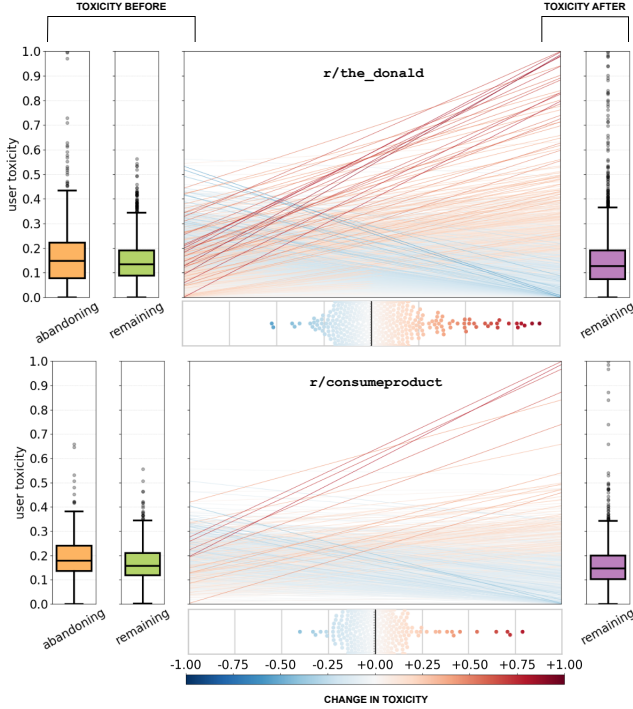 TOXICITY BEFORE TOXICITY AFTER
r/the_donald
user toxicity
1.0
0.9
0.8
0.7
0.6
0.5
0.4
0.3
0.2
0.1
0.0
abandoning remaining remaining
r/consumeproduct
user toxicity
1.0
0.9
0.8
0.7
0.6
0.5
0.4
0.3
0.2
0.1
0.0
abandoning remaining remaining
-1.00 -0.75 -0.50 -0.25 +0.00 +0.25 +0.50 +0.75 +1.00
CHANGE IN TOXICITY